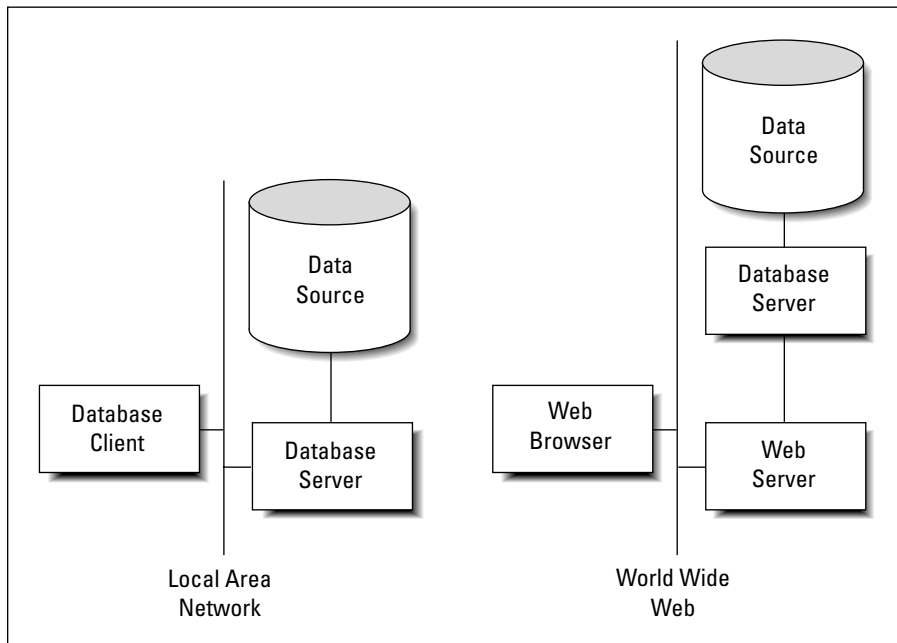 Data
Source
Database
Client
Database
Server
Local Area
Network
Data
Source
Database
Server
Web
Browser
Web
Server
World Wide
Web